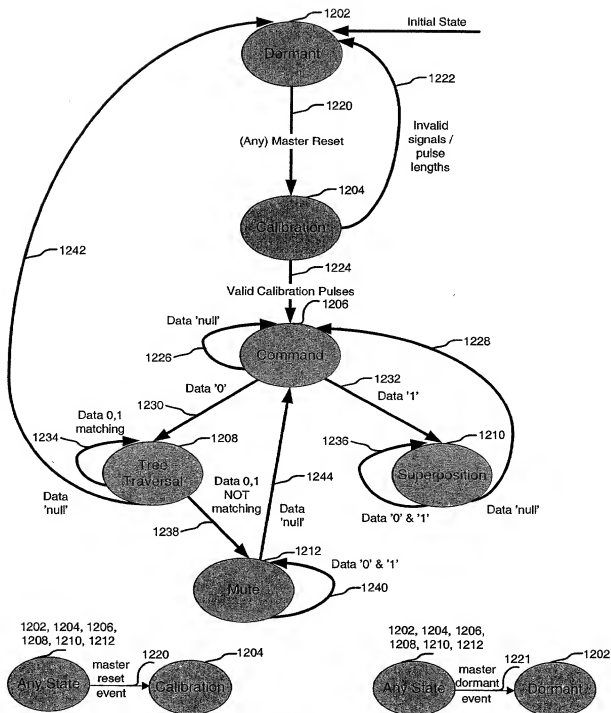 1202
Initial State
Dormant
1222
1220
(Any) Master Reset
Invalid
signals /
pulse
lengths
1204
Calibration
1242
1224
Valid Calibration Pulses
1206
Data 'null'
1228
1226
Command
1232
Data '0'
Data '1'
1230
Data 0,1
matching
1234
1208
1236
1210
Tree
Traversal
Superposition
Data 0,1
NOT
matching
1244
Data
'null'
Data
'null'
1238
Data '0' & '1'
Data 'null'
1212
Data '0' & '1'
Mute
1240
1202, 1204, 1206,
1208, 1210, 1212
1220
1204
Any State
master
reset
event
Calibration
1202, 1204, 1206,
1208, 1210, 1212
1221
1202
Any State
master
dormant
event
Dormant